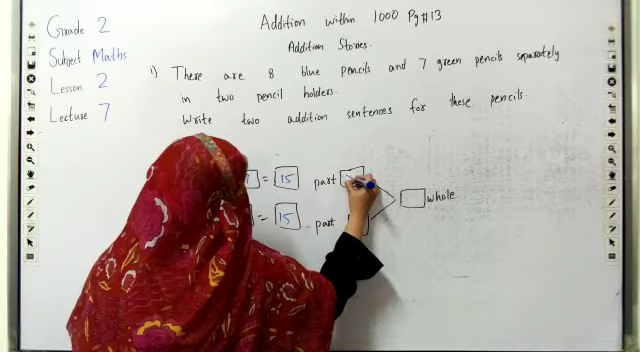 Grade 2
Subject Maths
Lesson 2
Lecture 7
Addition within 1000 Pg#13
Addition Stories.
1) There are 8 blue pencils and 7 green pencils separately
in two pencil holders.
Write two addition sentences for these pencils.
= 15 part
= 15 part
whole